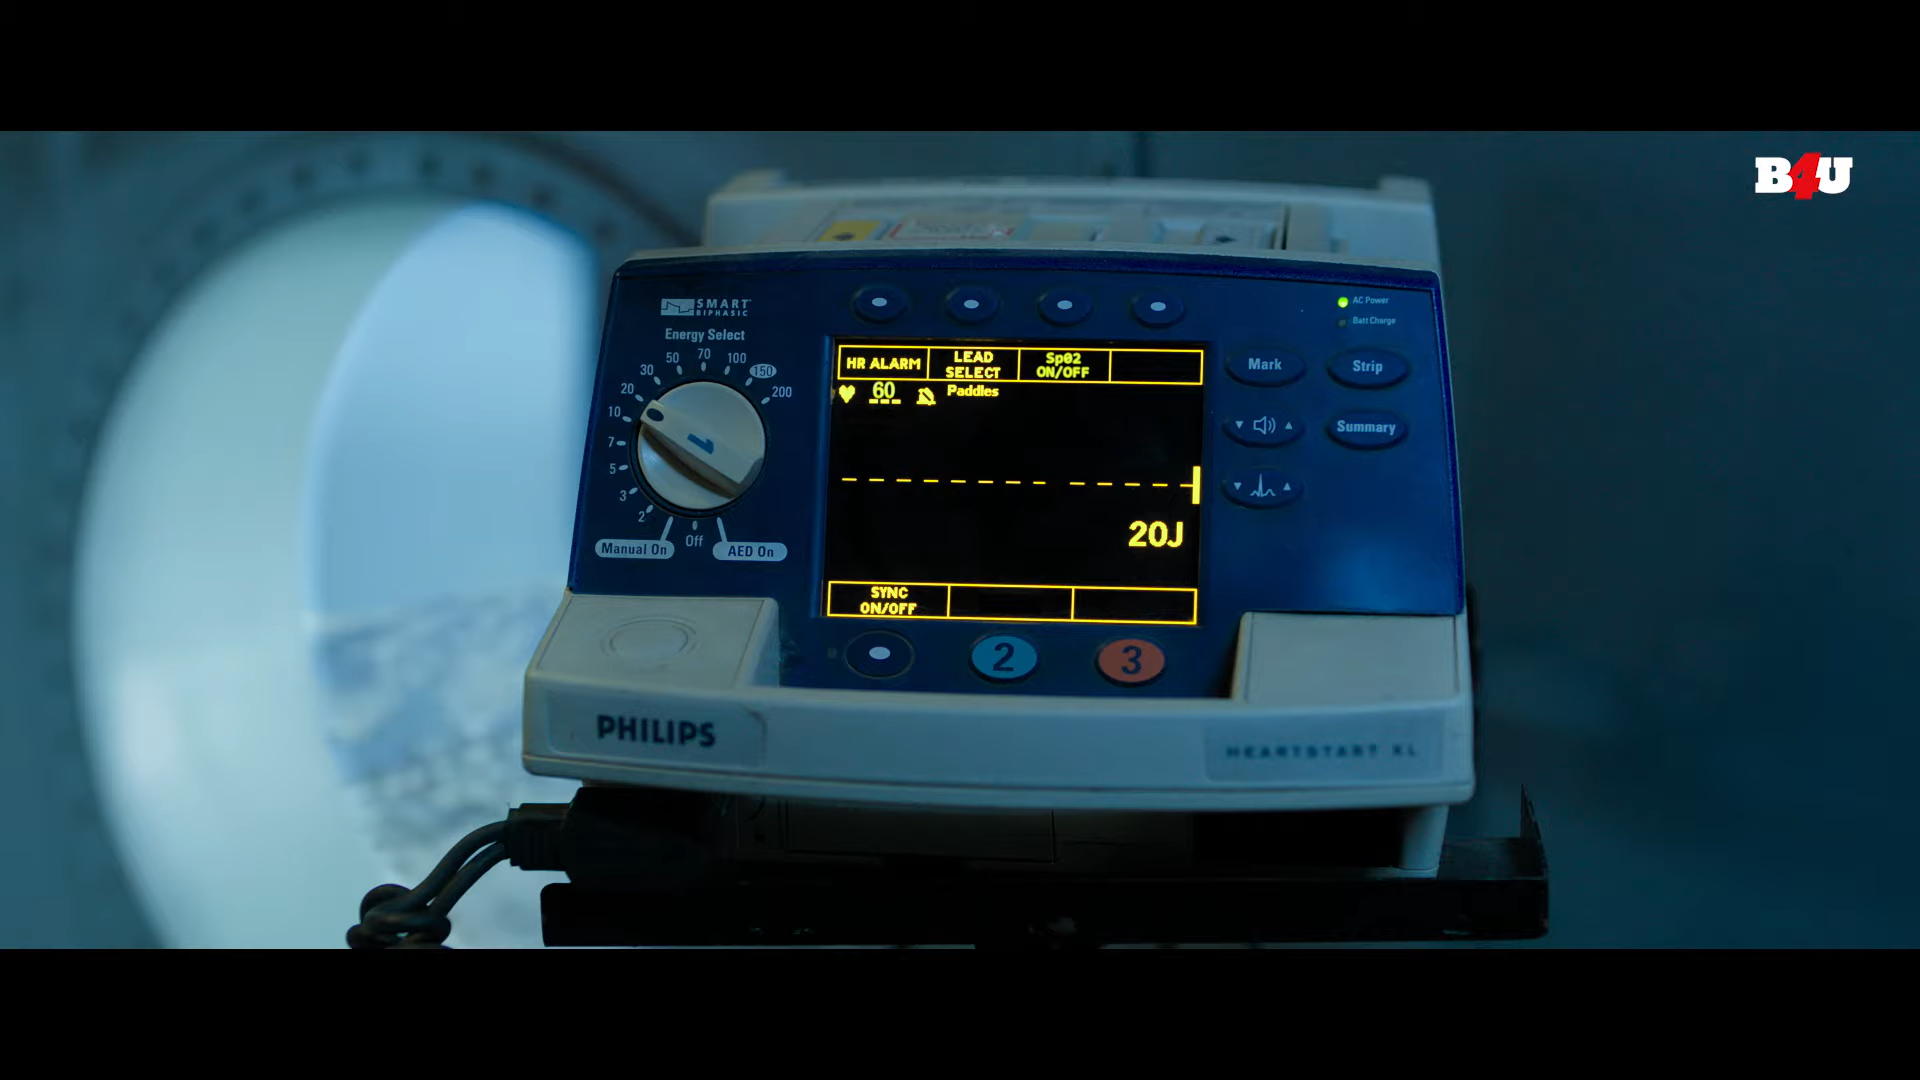 B4U
SMART
BIPHASIC
Energy Select
2 3 5 7 10 20 30 50 70 100 150 200
1
Manual On
Off
AED On
AC Power
Batt Charge
HR ALARM
LEAD
SELECT
SpO2
ON/OFF
60
Paddles
20J
SYNC
ON/OFF
Mark
Strip
Summary
2
3
PHILIPS
HEARTSTART XL